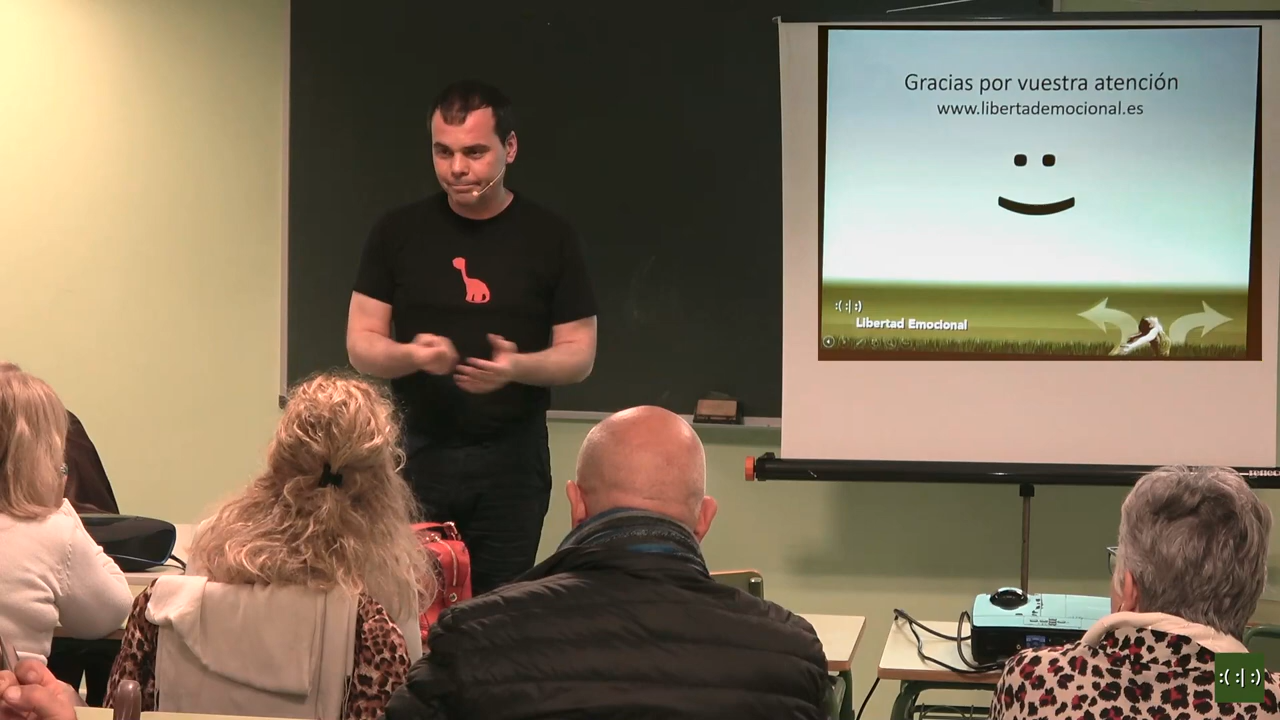 Gracias por vuestra atención
www.libertademocional.es
:( :| :)
Libertad Emocional
:( :| :)